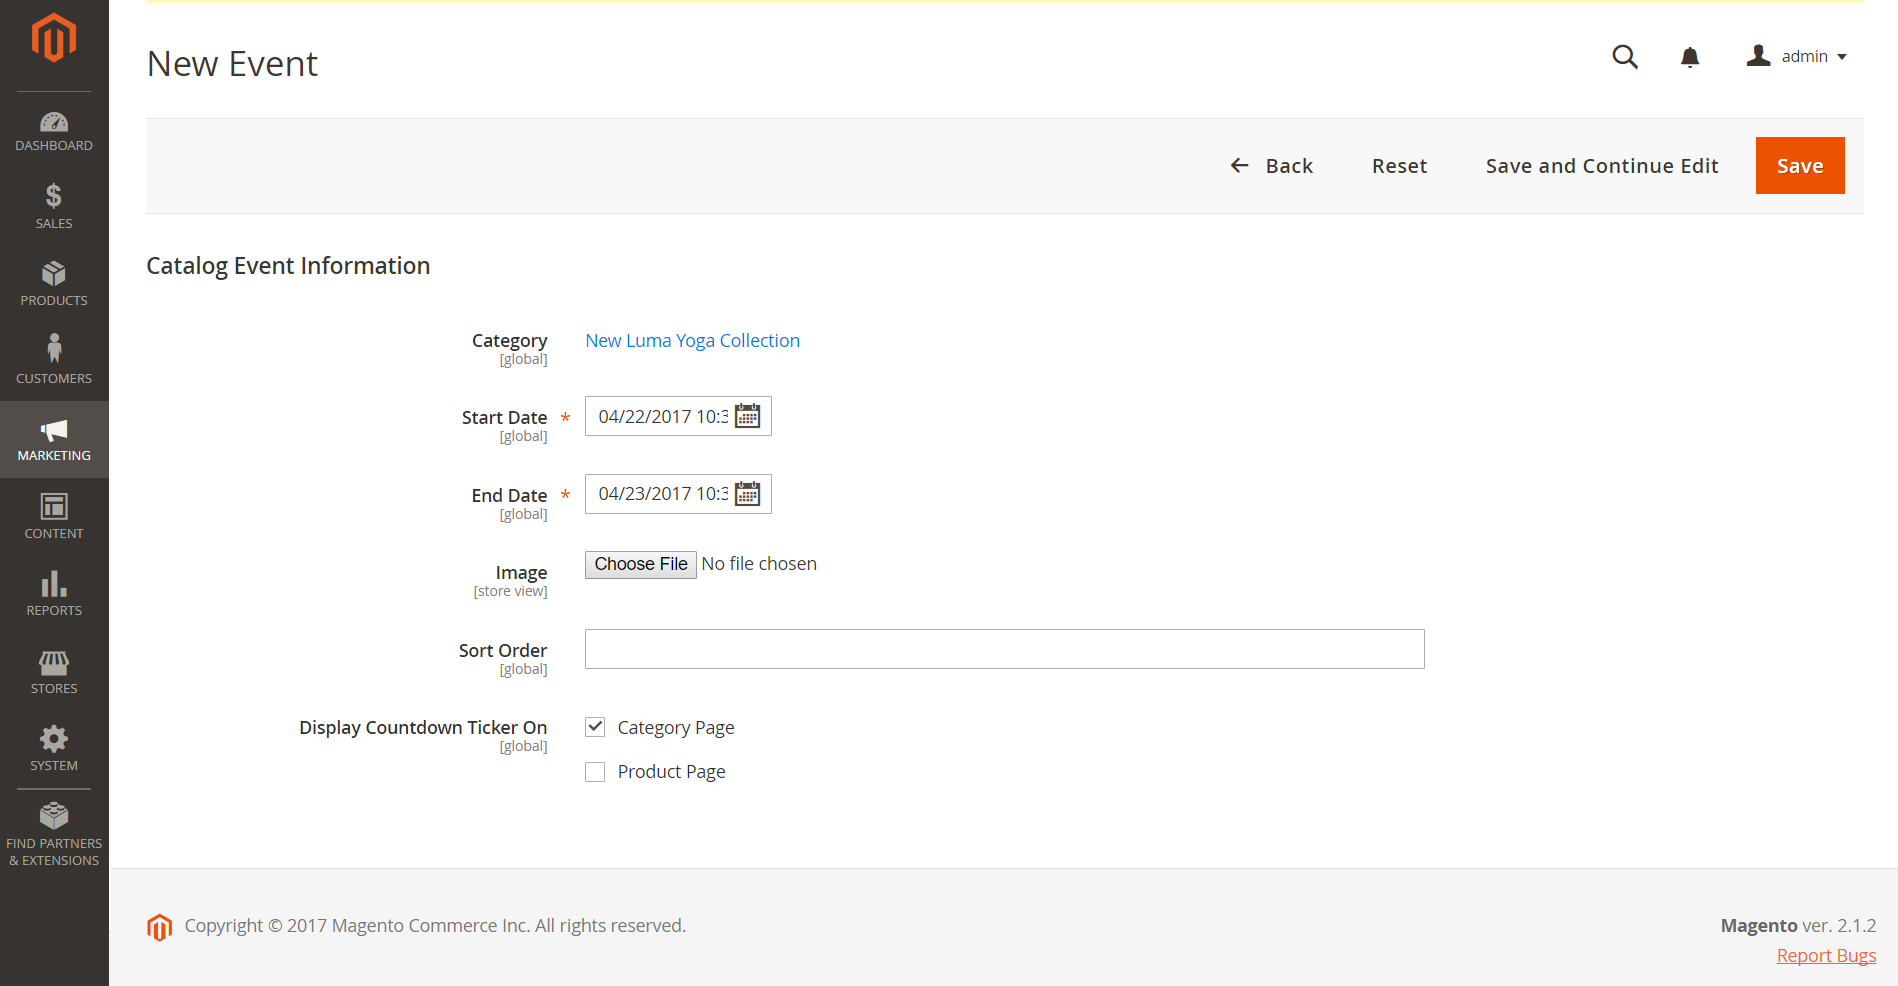 New Event
admin
DASHBOARD
SALES
PRODUCTS
CUSTOMERS
MARKETING
CONTENT
REPORTS
STORES
SYSTEM
FIND PARTNERS
& EXTENSIONS
Back
Reset
Save and Continue Edit
Save
Catalog Event Information
Category
[global]
New Luma Yoga Collection
Start Date *
[global]
04/22/2017 10:3
End Date *
[global]
04/23/2017 10:3
Image
[store view]
Choose File No file chosen
Sort Order
[global]
Display Countdown Ticker On
[global]
Category Page
Product Page
Copyright © 2017 Magento Commerce Inc. All rights reserved.
Magento ver. 2.1.2
Report Bugs